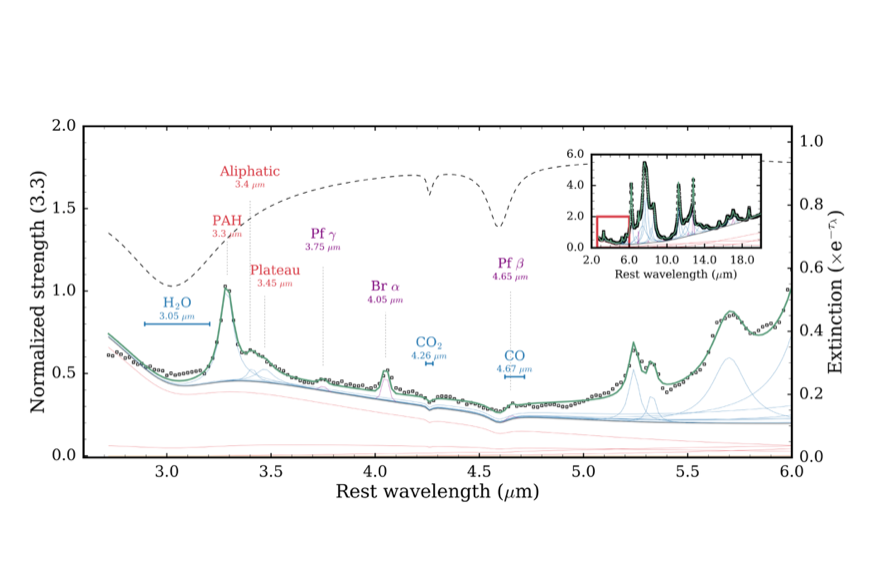 2.0
1.5
1.0
0.5
0.0
Normalized strength (3.3)
3.0 3.5 4.0 4.5 5.0 5.5 6.0
Rest wavelength (μm)
1.0
0.8
0.6
0.4
0.2
0.0
Extinction (×e⁻τλ)
Aliphatic
3.4 μm
PAH
3.3 μm
Plateau
3.45 μm
H₂O
3.05 μm
Pf γ
3.75 μm
Br α
4.05 μm
CO₂
4.26 μm
Pf β
4.65 μm
CO
4.67 μm
6.0
4.0
2.0
0.0
2.0 6.0 10.0 14.0 18.0
Rest wavelength (μm)